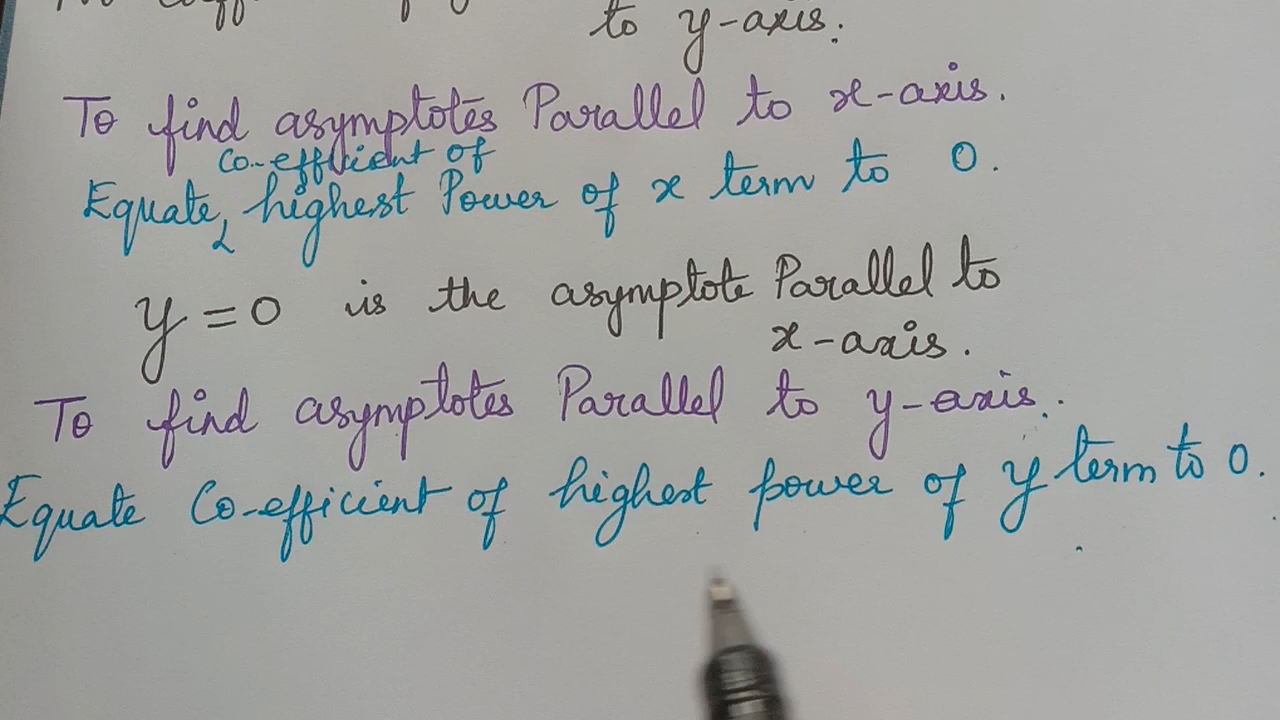 to y-axis.
To find asymptotes Parallel to x-axis.
Co-efficient of
Equate highest Power of x term to 0.
y = 0 is the asymptote Parallel to
x-axis.
To find asymptotes Parallel to y-axis.
Equate Co-efficient of highest power of y term to 0.